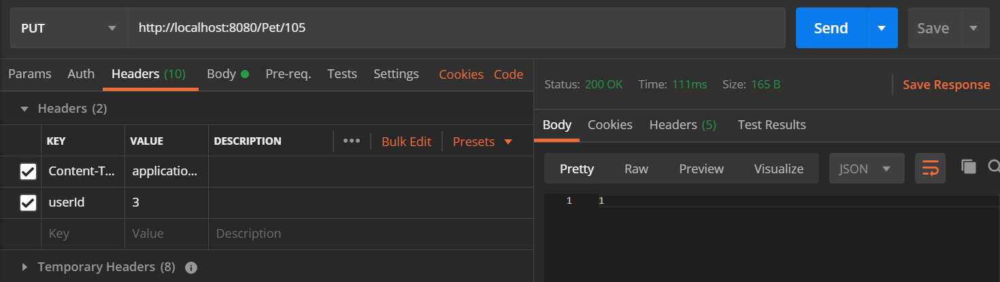 PUT http://localhost:8080/Pet/105 Send Save
Params Auth Headers (10) Body Pre-req. Tests Settings Cookies Code
Status: 200 OK Time: 111ms Size: 165 B Save Response
Headers (2)
Body Cookies Headers (5) Test Results
KEY VALUE DESCRIPTION ••• Bulk Edit Presets
Pretty Raw Preview Visualize JSON
Content-T... applicatio...
userId 3
1 1
Key Value Description
Temporary Headers (8)